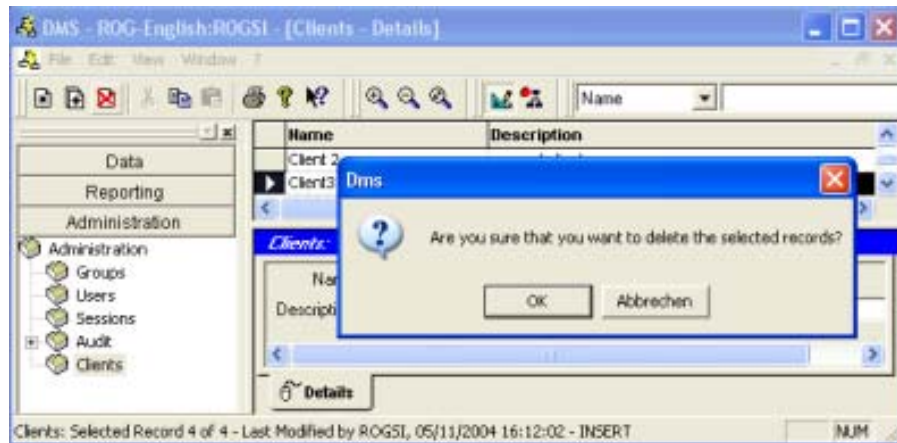 DMS - ROG-English:ROGSI - [Clients - Details]
File Edit View Window ?
Name
Name Description
Client 2
Client3
Data
Reporting
Administration
Administration
Groups
Users
Sessions
Audit
Clients
Dms
Are you sure that you want to delete the selected records?
OK Abbrechen
Clients:
Nar
Descripti
Details
Clients: Selected Record 4 of 4 - Last Modified by ROGSI, 05/11/2004 16:12:02 - INSERT NUM